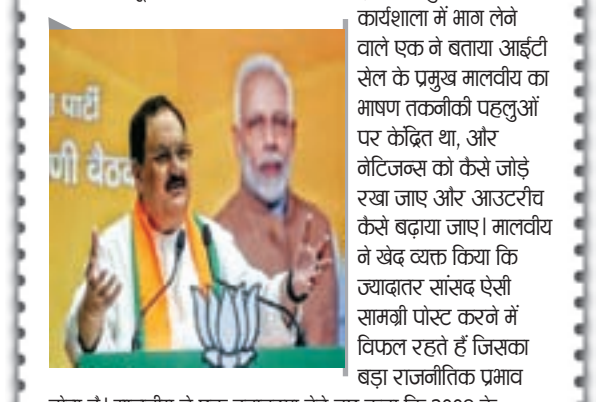 पार्टी
णी बैठक
कार्यशाला में भाग लेने
वाले एक ने बताया आईटी
सेल के प्रमुख मालवीय का
भाषण तकनीकी पहलुओं
पर केंद्रित था, और
नेटिजन्स को कैसे जोड़े
रखा जाए और आउटरीच
कैसे बढ़ाया जाए। मालवीय
ने खेद व्यक्त किया कि
ज्यादातर सांसद ऐसी
सामग्री पोस्ट करने में
विफल रहते हैं जिसका
बड़ा राजनीतिक प्रभाव